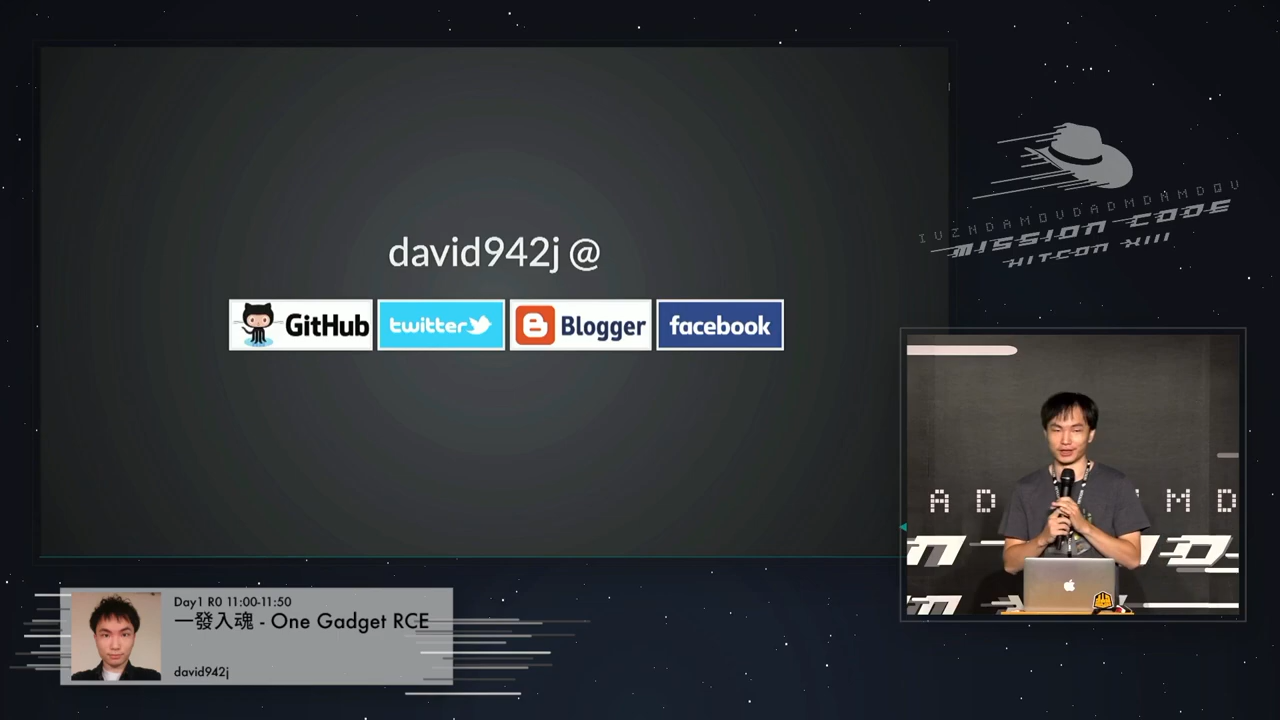 david942j @
GitHub
twitter
Blogger
facebook
IVZNDAMOVDADMDNMDQV
MISSION CODE
HITCON XIII
A D M D
Day1 R0 11:00-11:50
一發入魂 - One Gadget RCE
david942j